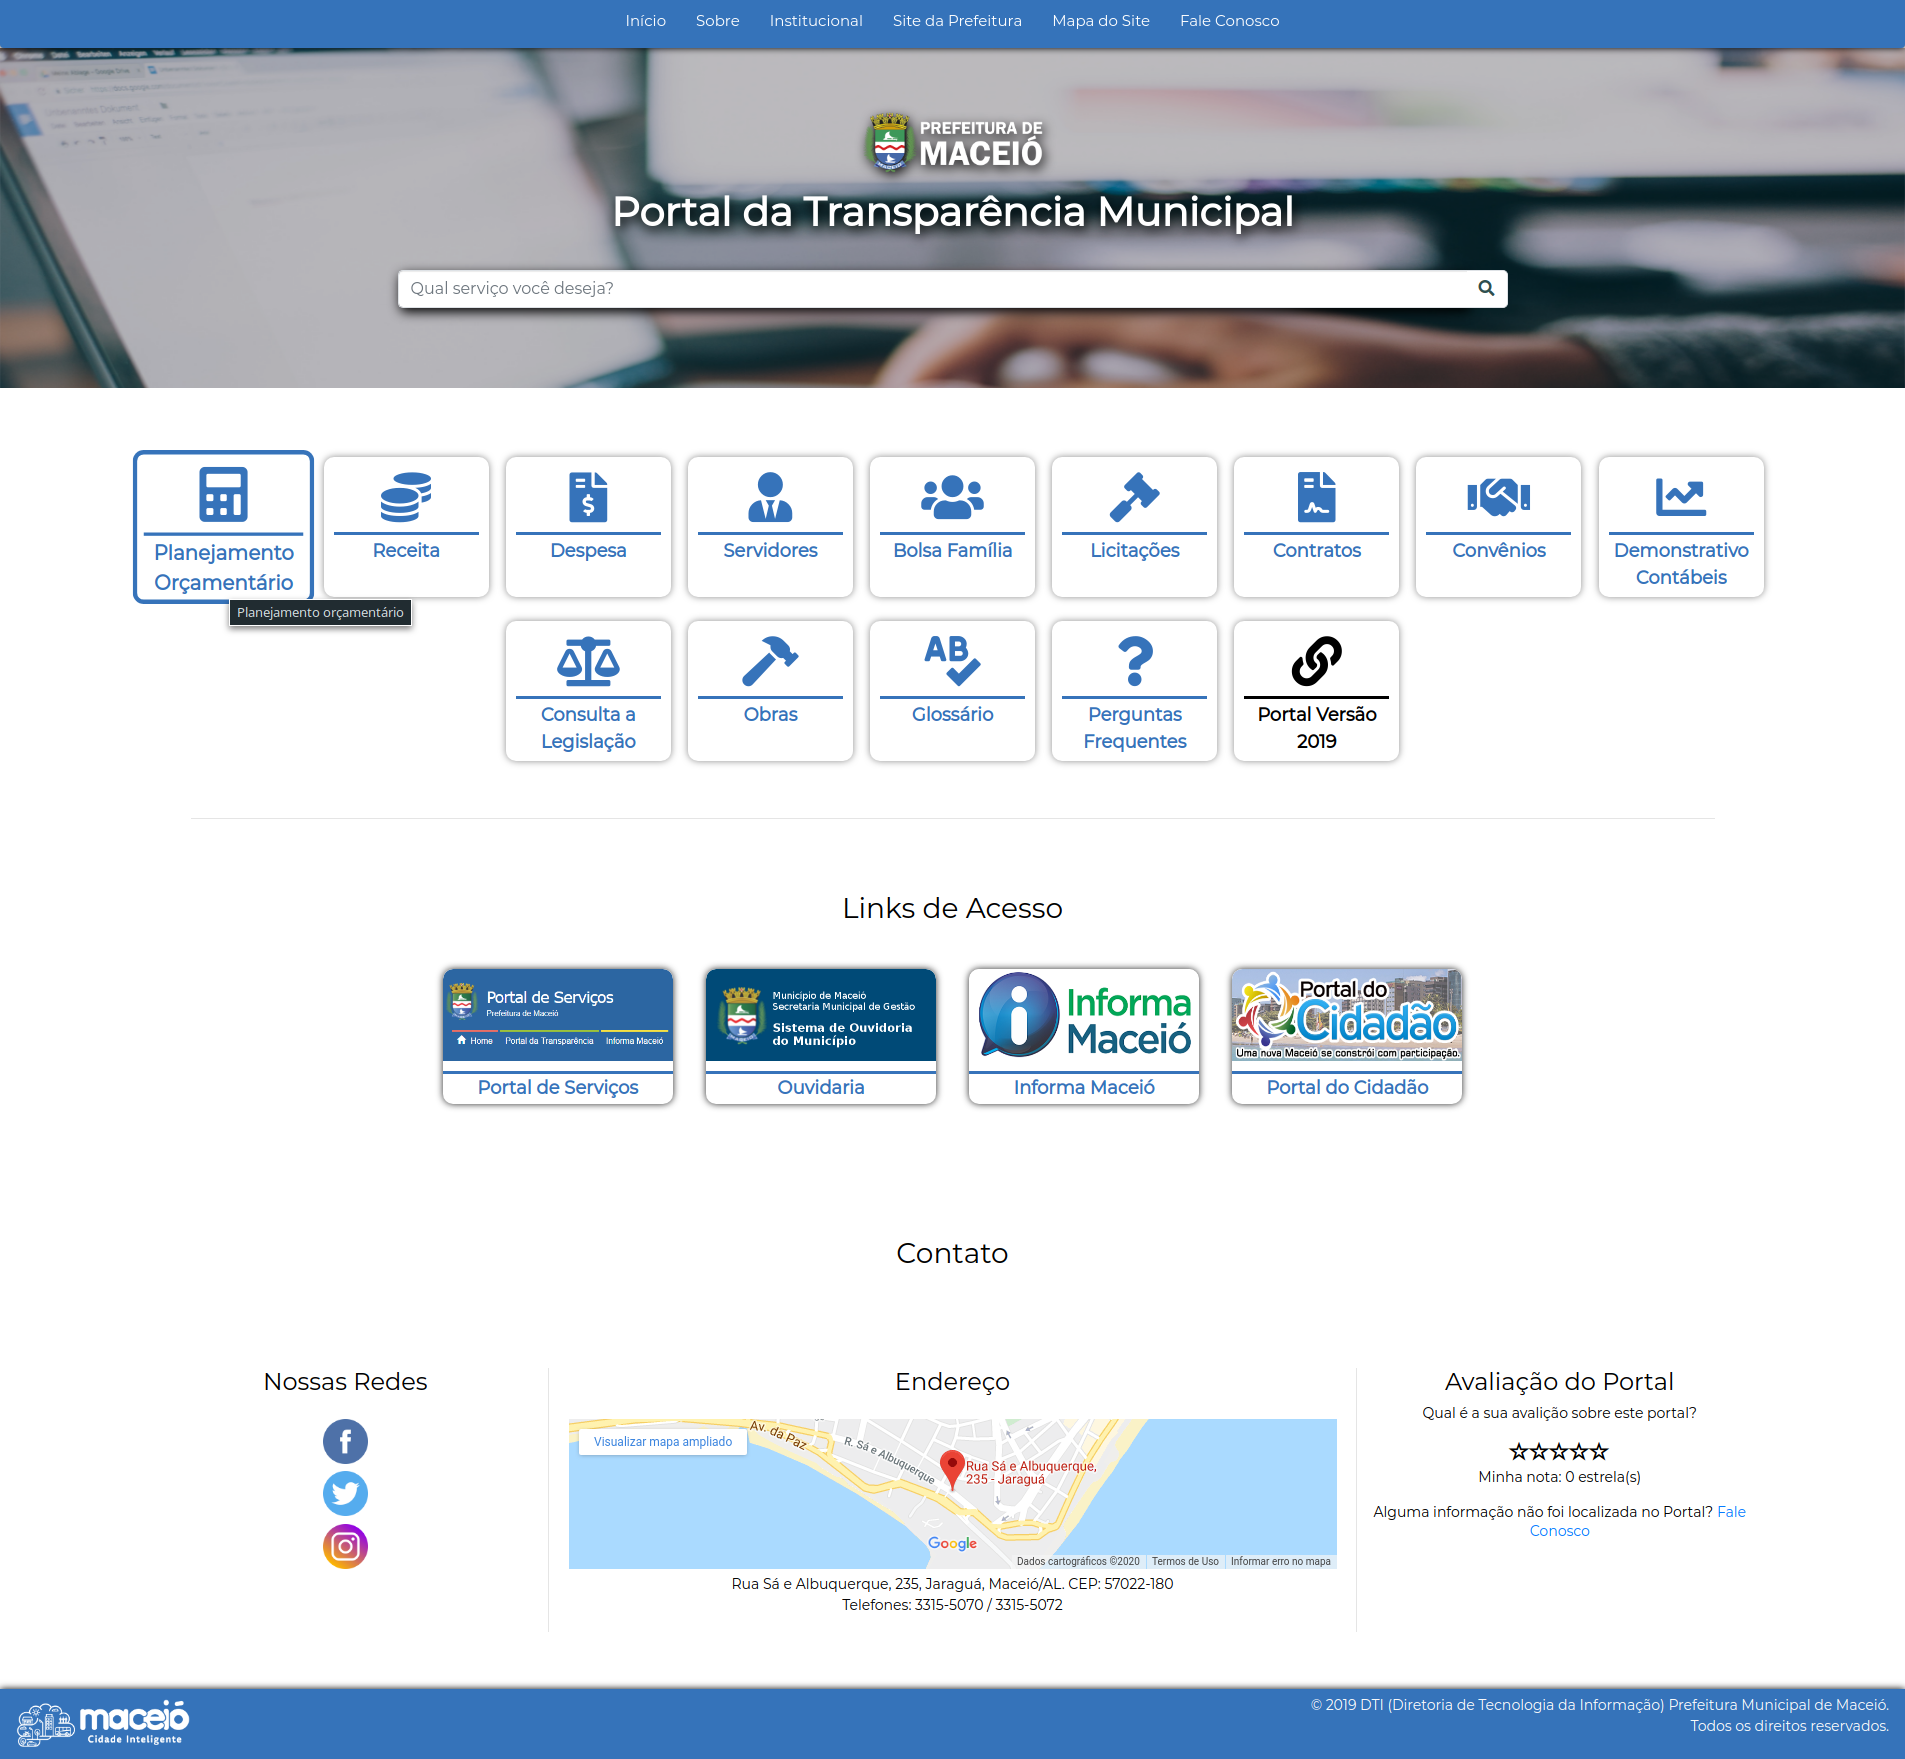 Início Sobre Institucional Site da Prefeitura Mapa do Site Fale Conosco
PREFEITURA DE
MACEIÓ
Portal da Transparência Municipal
Qual serviço você deseja?
Planejamento
Orçamentário
Receita
Despesa
Servidores
Bolsa Família
Licitações
Contratos
Convênios
Demonstrativo
Contábeis
Planejamento orçamentário
Consulta a
Legislação
Obras
AB
Glossário
Perguntas
Frequentes
Portal Versão
2019
Links de Acesso
Portal de Serviços
Prefeitura de Maceió
Home Portal da Transparência Informa Maceió
Portal de Serviços
Município de Maceió
Secretaria Municipal de Gestão
Sistema de Ouvidoria
do Município
Ouvidaria
Informa
Maceió
Informa Maceió
Portal do
Cidadão
Uma nova Maceió se constrói com participação.
Portal do Cidadão
Contato
Nossas Redes
Endereço
Visualizar mapa ampliado
Av. da Paz
R. Sá e Albuquerque
Rua Sá e Albuquerque,
235 - Jaraguá
Google
Dados cartográficos ©2020 Termos de Uso Informar erro no mapa
Rua Sá e Albuquerque, 235, Jaraguá, Maceió/AL. CEP: 57022-180
Telefones: 3315-5070 / 3315-5072
Avaliação do Portal
Qual é a sua avalição sobre este portal?
Minha nota: 0 estrela(s)
Alguma informação não foi localizada no Portal? Fale
Conosco
maceió
Cidade Inteligente
© 2019 DTI (Diretoria de Tecnologia da Informação) Prefeitura Municipal de Maceió.
Todos os direitos reservados.